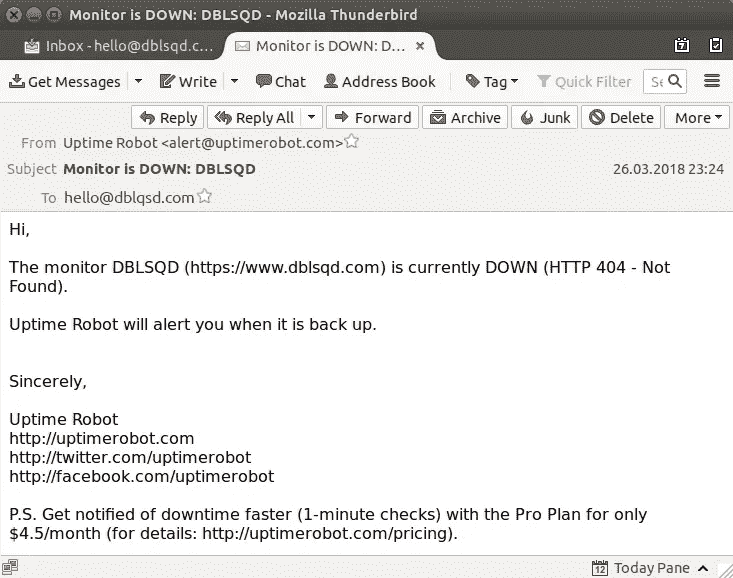 Monitor is DOWN: DBLSQD - Mozilla Thunderbird
Inbox - hello@dblsqd.c...
Monitor is DOWN: D...
Get Messages
Write
Chat
Address Book
Tag
Quick Filter
Se
Reply
Reply All
Forward
Archive
Junk
Delete
More
From Uptime Robot <alert@uptimerobot.com>
Subject Monitor is DOWN: DBLSQD
26.03.2018 23:24
To hello@dblqsd.com
Hi,
The monitor DBLSQD (https://www.dblsqd.com) is currently DOWN (HTTP 404 - Not
Found).
Uptime Robot will alert you when it is back up.
Sincerely,
Uptime Robot
http://uptimerobot.com
http://twitter.com/uptimerobot
http://facebook.com/uptimerobot
P.S. Get notified of downtime faster (1-minute checks) with the Pro Plan for only
$4.5/month (for details: http://uptimerobot.com/pricing).
12 Today Pane